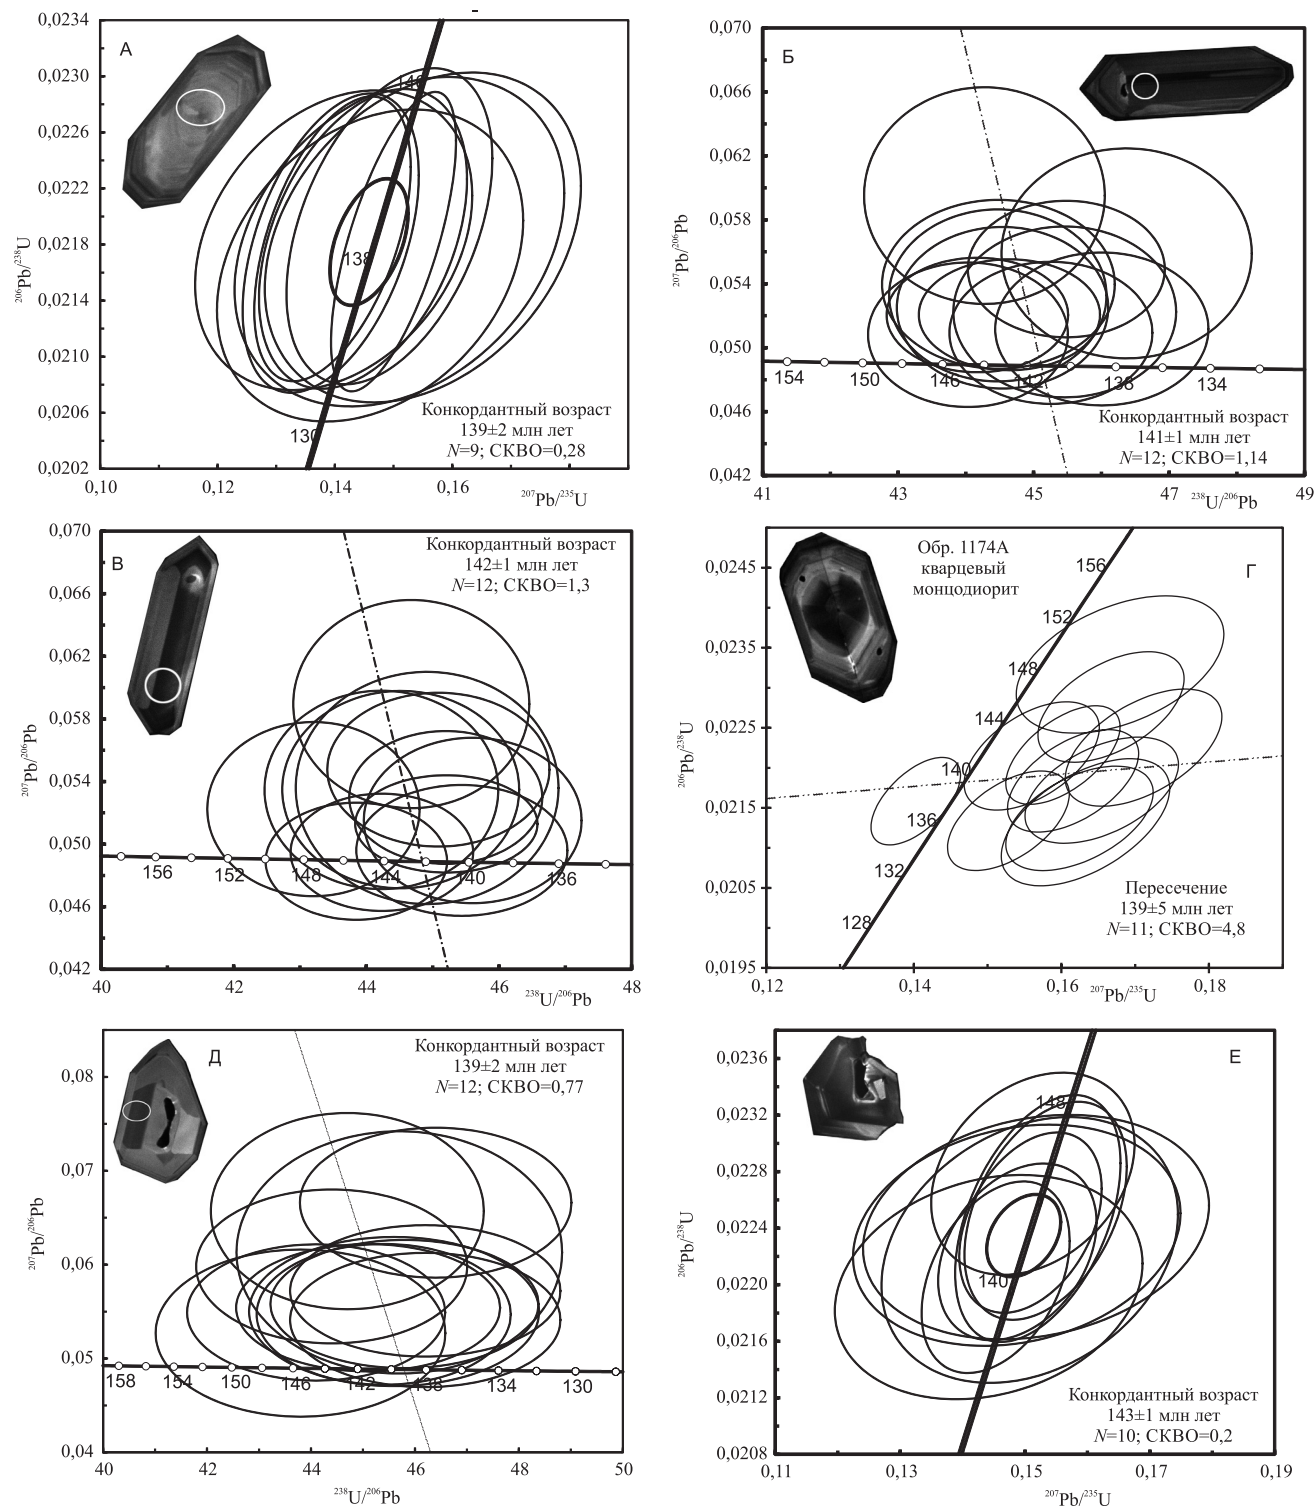 А
0,0234
0,0230
0,0226
0,0222
0,0218
0,0214
0,0210
0,0206
0,0202
²⁰⁶Pb/²³⁸U
138
130
Конкордантный возраст
139±2 млн лет
N=9; СКВО=0,28
0,10
0,12
0,14
0,16
²⁰⁷Pb/²³⁵U
Б
0,070
0,066
0,062
0,058
0,054
0,050
0,046
0,042
²⁰⁷Pb/²⁰⁶Pb
154
150
146
142
138
134
Конкордантный возраст
141±1 млн лет
N=12; СКВО=1,14
41
43
45
47
49
²³⁸U/²⁰⁶Pb
В
0,070
0,066
0,062
0,058
0,054
0,050
0,046
0,042
²⁰⁷Pb/²⁰⁶Pb
Конкордантный возраст
142±1 млн лет
N=12; СКВО=1,3
156
152
148
144
140
136
40
42
44
46
48
²³⁸U/²⁰⁶Pb
Г
Обр. 1174А
кварцевый
монцодиорит
0,0245
0,0235
0,0225
0,0215
0,0205
0,0195
²⁰⁶Pb/²³⁸U
156
152
148
144
140
136
132
128
Пересечение
139±5 млн лет
N=11; СКВО=4,8
0,12
0,14
0,16
0,18
²⁰⁷Pb/²³⁵U
Д
0,08
0,07
0,06
0,05
0,04
²⁰⁷Pb/²⁰⁶Pb
Конкордантный возраст
139±2 млн лет
N=12; СКВО=0,77
158
154
150
146
142
138
134
130
40
42
44
46
48
50
²³⁸U/²⁰⁶Pb
Е
0,0236
0,0232
0,0228
0,0224
0,0220
0,0216
0,0212
0,0208
²⁰⁶Pb/²³⁸U
148
140
Конкордантный возраст
143±1 млн лет
N=10; СКВО=0,2
0,11
0,13
0,15
0,17
0,19
²⁰⁷Pb/²³⁵U